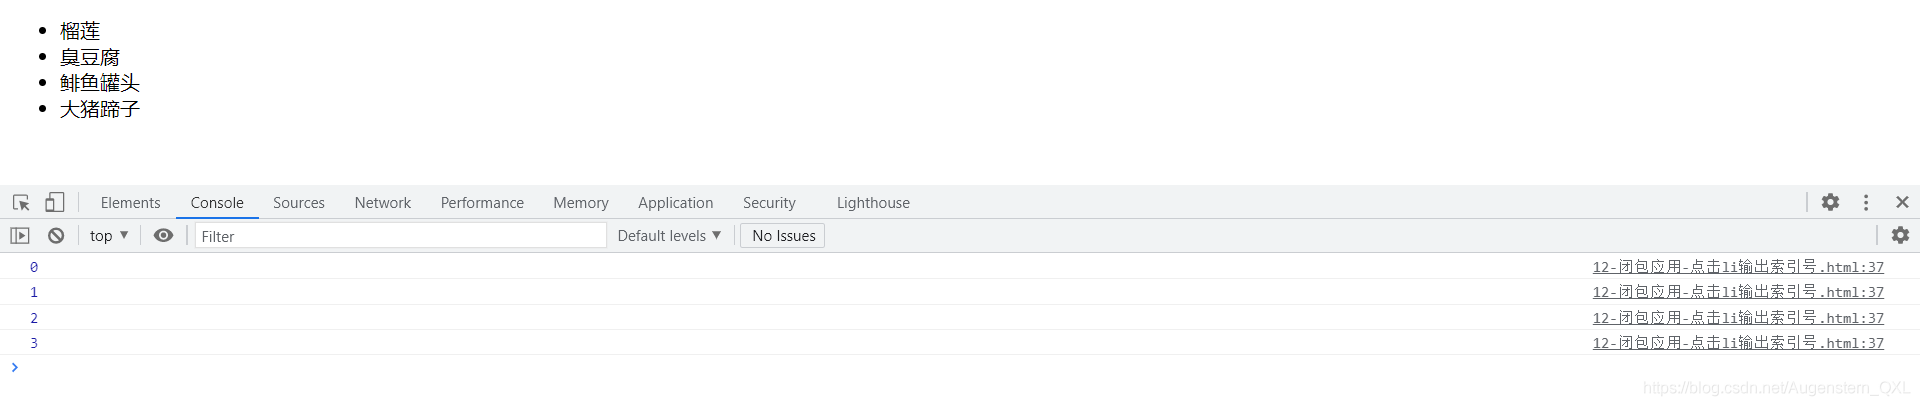 榴莲
臭豆腐
鲱鱼罐头
大猪蹄子
Elements Console Sources Network Performance Memory Application Security Lighthouse
top Filter Default levels No Issues
0 12-闭包应用-点击li输出索引号.html:37
1 12-闭包应用-点击li输出索引号.html:37
2 12-闭包应用-点击li输出索引号.html:37
3 12-闭包应用-点击li输出索引号.html:37
https://blog.csdn.net/Augenstern_QXL